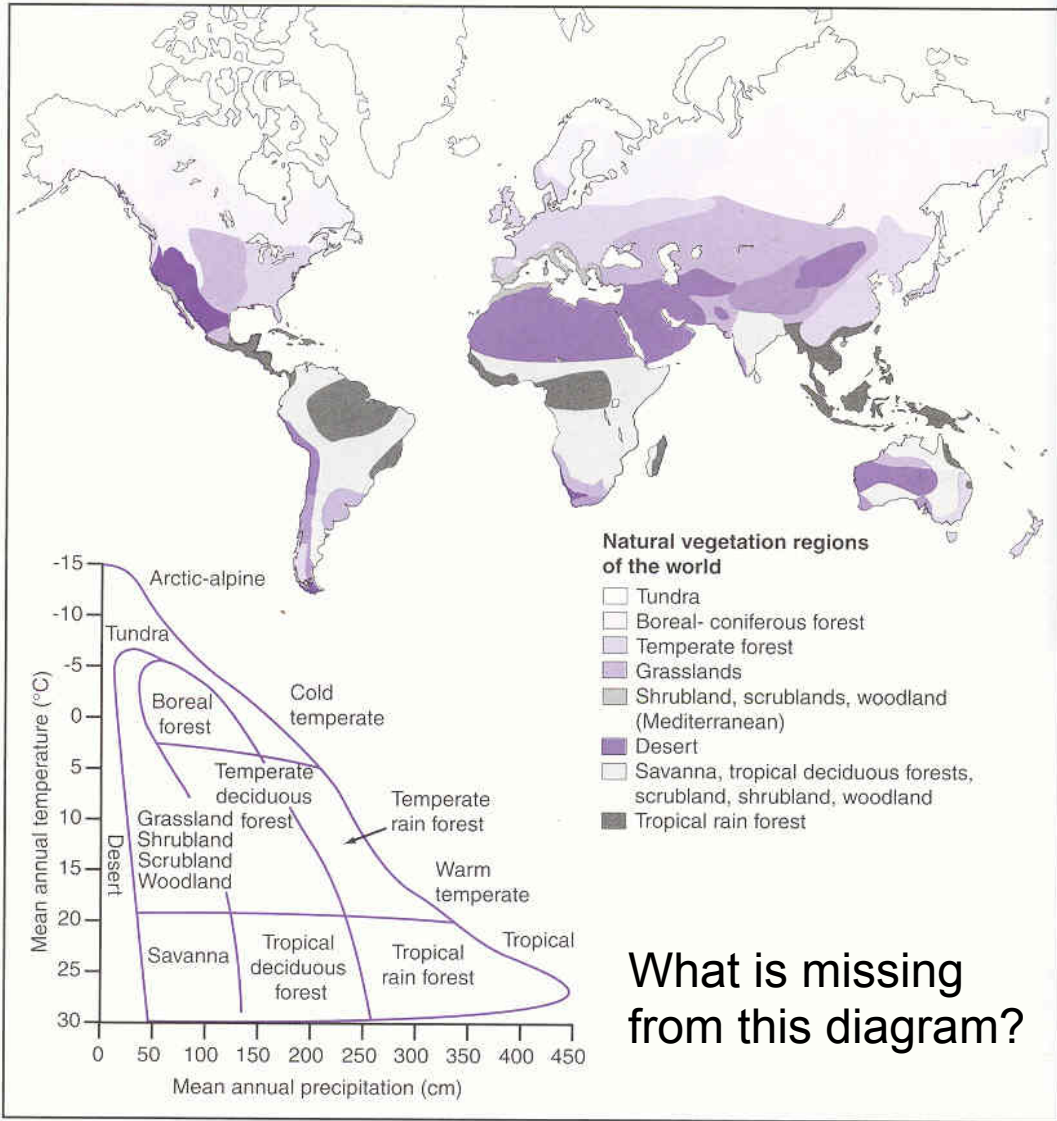 Natural vegetation regions
of the world
Tundra
Boreal- coniferous forest
Temperate forest
Grasslands
Shrubland, scrublands, woodland
(Mediterranean)
Desert
Savanna, tropical deciduous forests,
scrubland, shrubland, woodland
Tropical rain forest
Mean annual temperature (°C)
-15
-10
-5
0
5
10
15
20
25
30
Arctic-alpine
Tundra
Boreal
forest
Cold
temperate
Temperate
deciduous
forest
Temperate
rain forest
Grassland
Shrubland
Scrubland
Woodland
Desert
Warm
temperate
Savanna
Tropical
deciduous
forest
Tropical
rain forest
Tropical
0 50 100 150 200 250 300 350 400 450
Mean annual precipitation (cm)
What is missing
from this diagram?